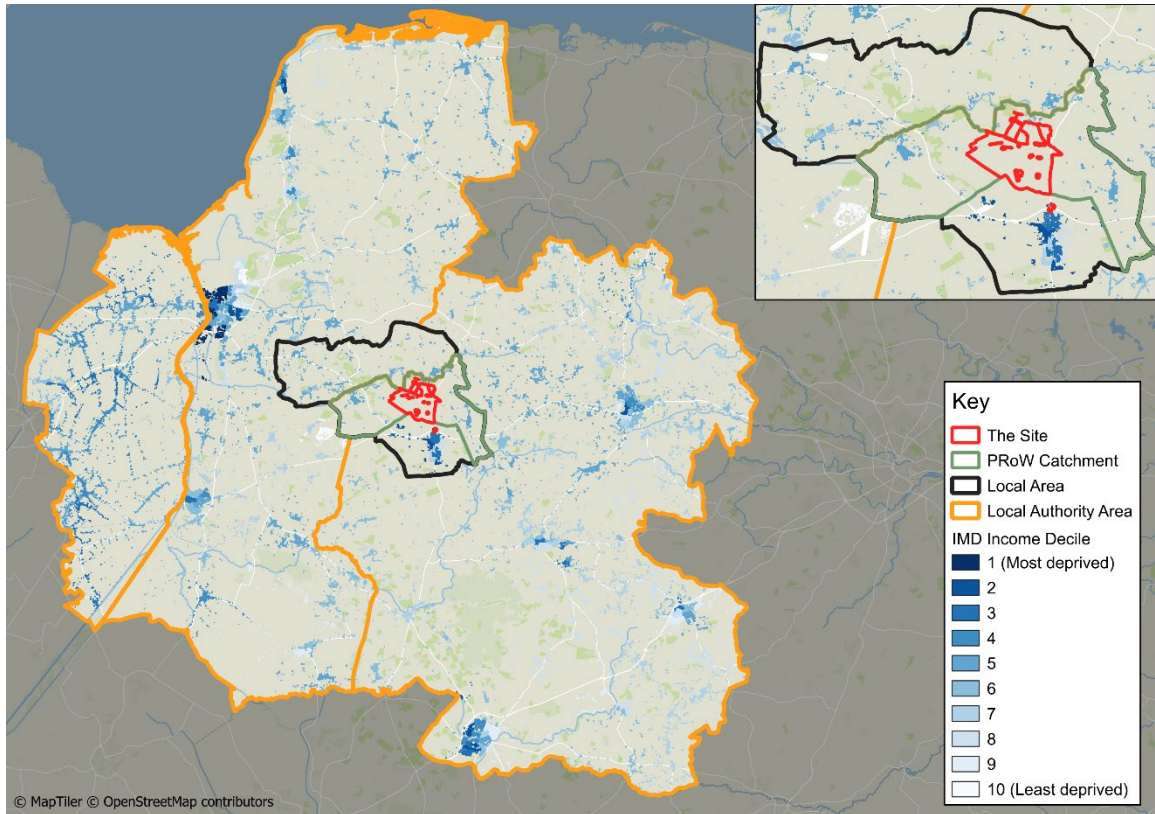 Key
The Site
PRoW Catchment
Local Area
Local Authority Area
IMD Income Decile
1 (Most deprived)
2
3
4
5
6
7
8
9
10 (Least deprived)
© MapTiler © OpenStreetMap contributors